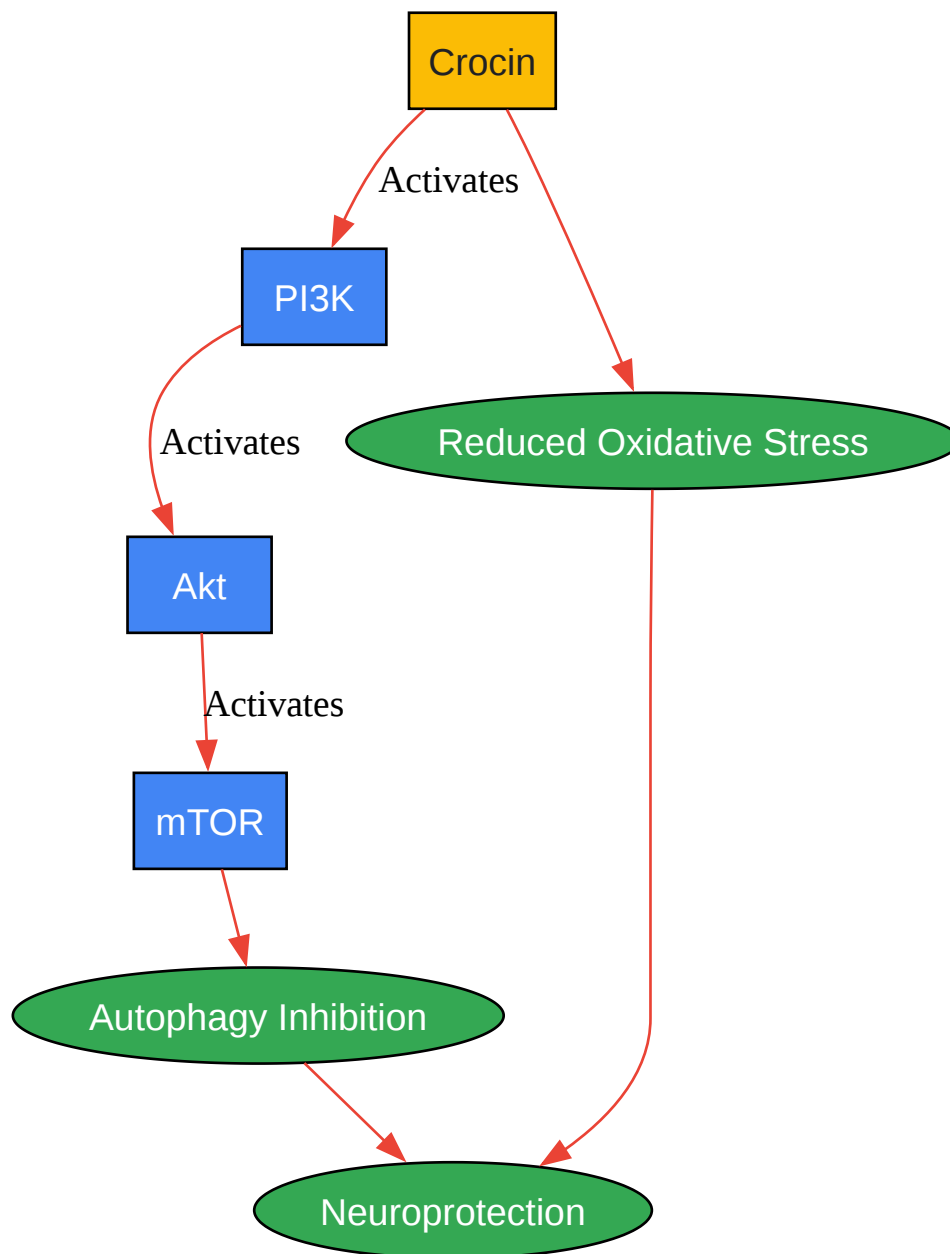 Crocin
Activates
PI3K
Activates
Reduced Oxidative Stress
Akt
Activates
mTOR
Autophagy Inhibition
Neuroprotection